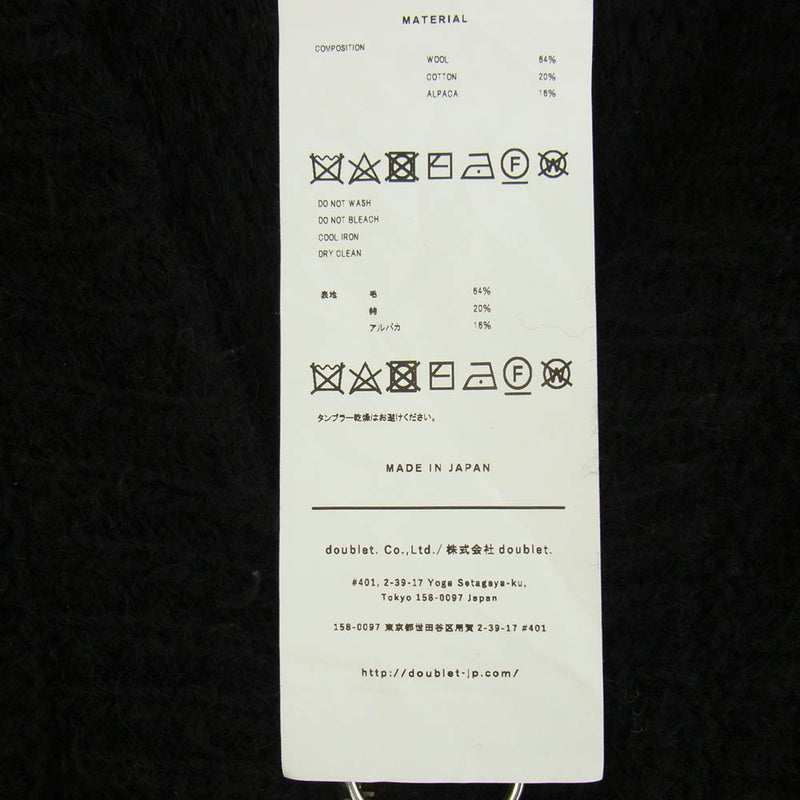 MATERIAL
COMPOSITION
WOOL 64%
COTTON 20%
ALPACA 16%
F W
DO NOT WASH
DO NOT BLEACH
COOL IRON
DRY CLEAN
表地 毛 64%
綿 20%
アルパカ 16%
F W
タンブラー乾燥はお避けください。
MADE IN JAPAN
doublet. Co.,Ltd./ 株式会社 doublet.
#401, 2-39-17 Yoga Setagaya-ku,
Tokyo 158-0097 Japan
158-0097 東京都世田谷区用賀 2-39-17 #401
http://doublet-jp.com/